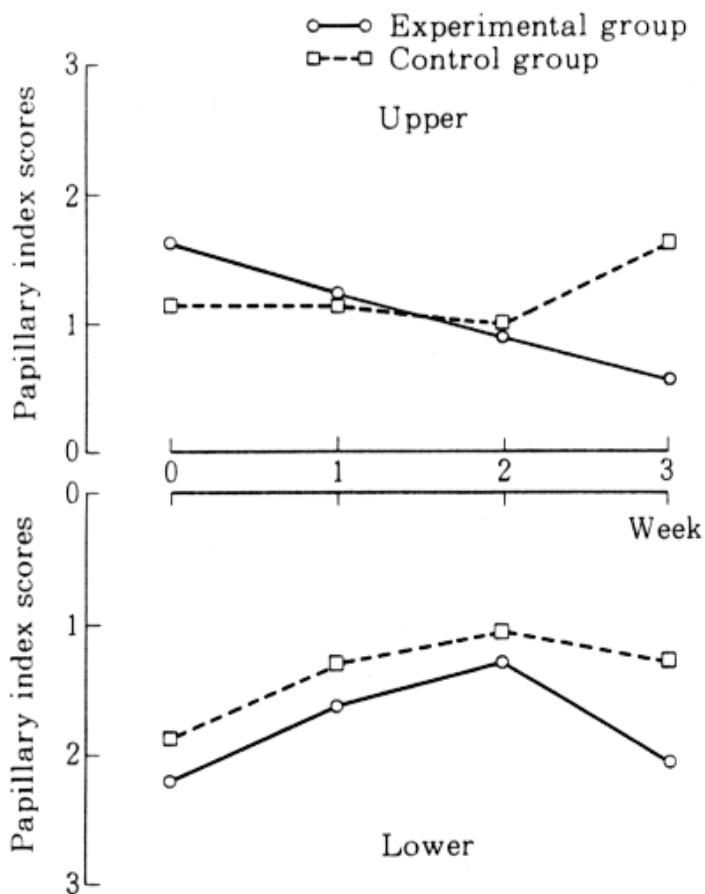 Experimental group
Control group
Upper
Papillary index scores
3
2
1
0
0 1 2 3
Week
Papillary index scores
0
1
2
3
Lower